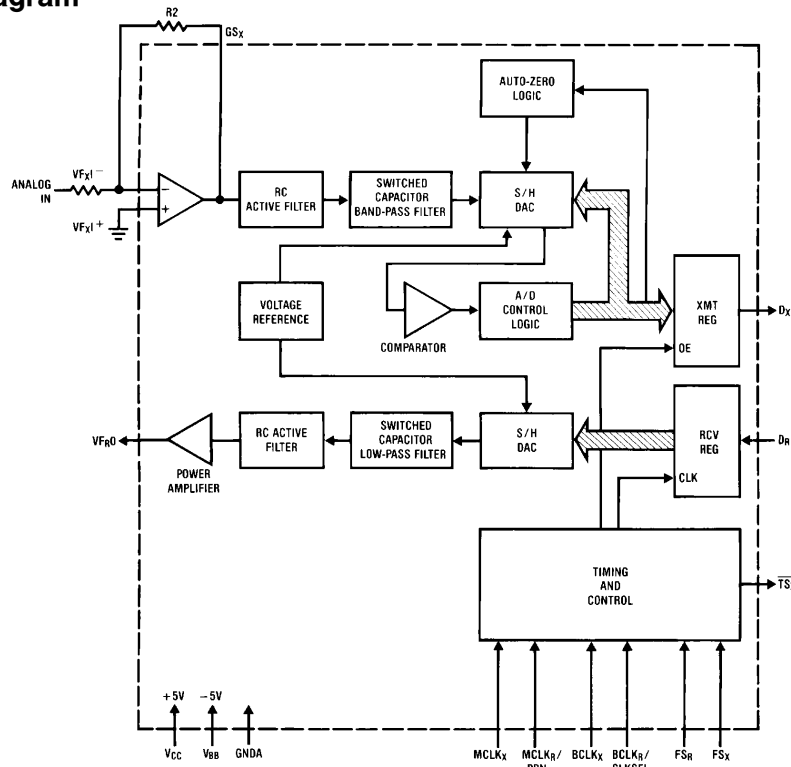 R2
GSX
AUTO-ZERO
LOGIC
ANALOG
IN
VFXI−
VFXI+
−
+
RC
ACTIVE FILTER
SWITCHED
CAPACITOR
BAND-PASS FILTER
S/H
DAC
VOLTAGE
REFERENCE
COMPARATOR
A/D
CONTROL
LOGIC
XMT
REG
OE
DX
VFRO
POWER
AMPLIFIER
RC ACTIVE
FILTER
SWITCHED
CAPACITOR
LOW-PASS FILTER
S/H
DAC
RCV
REG
CLK
DR
TIMING
AND
CONTROL
+5V
−5V
VCC
VBB
GNDA
MCLKX
MCLKR/
BCLKX
BCLKR/
FSR
FSX